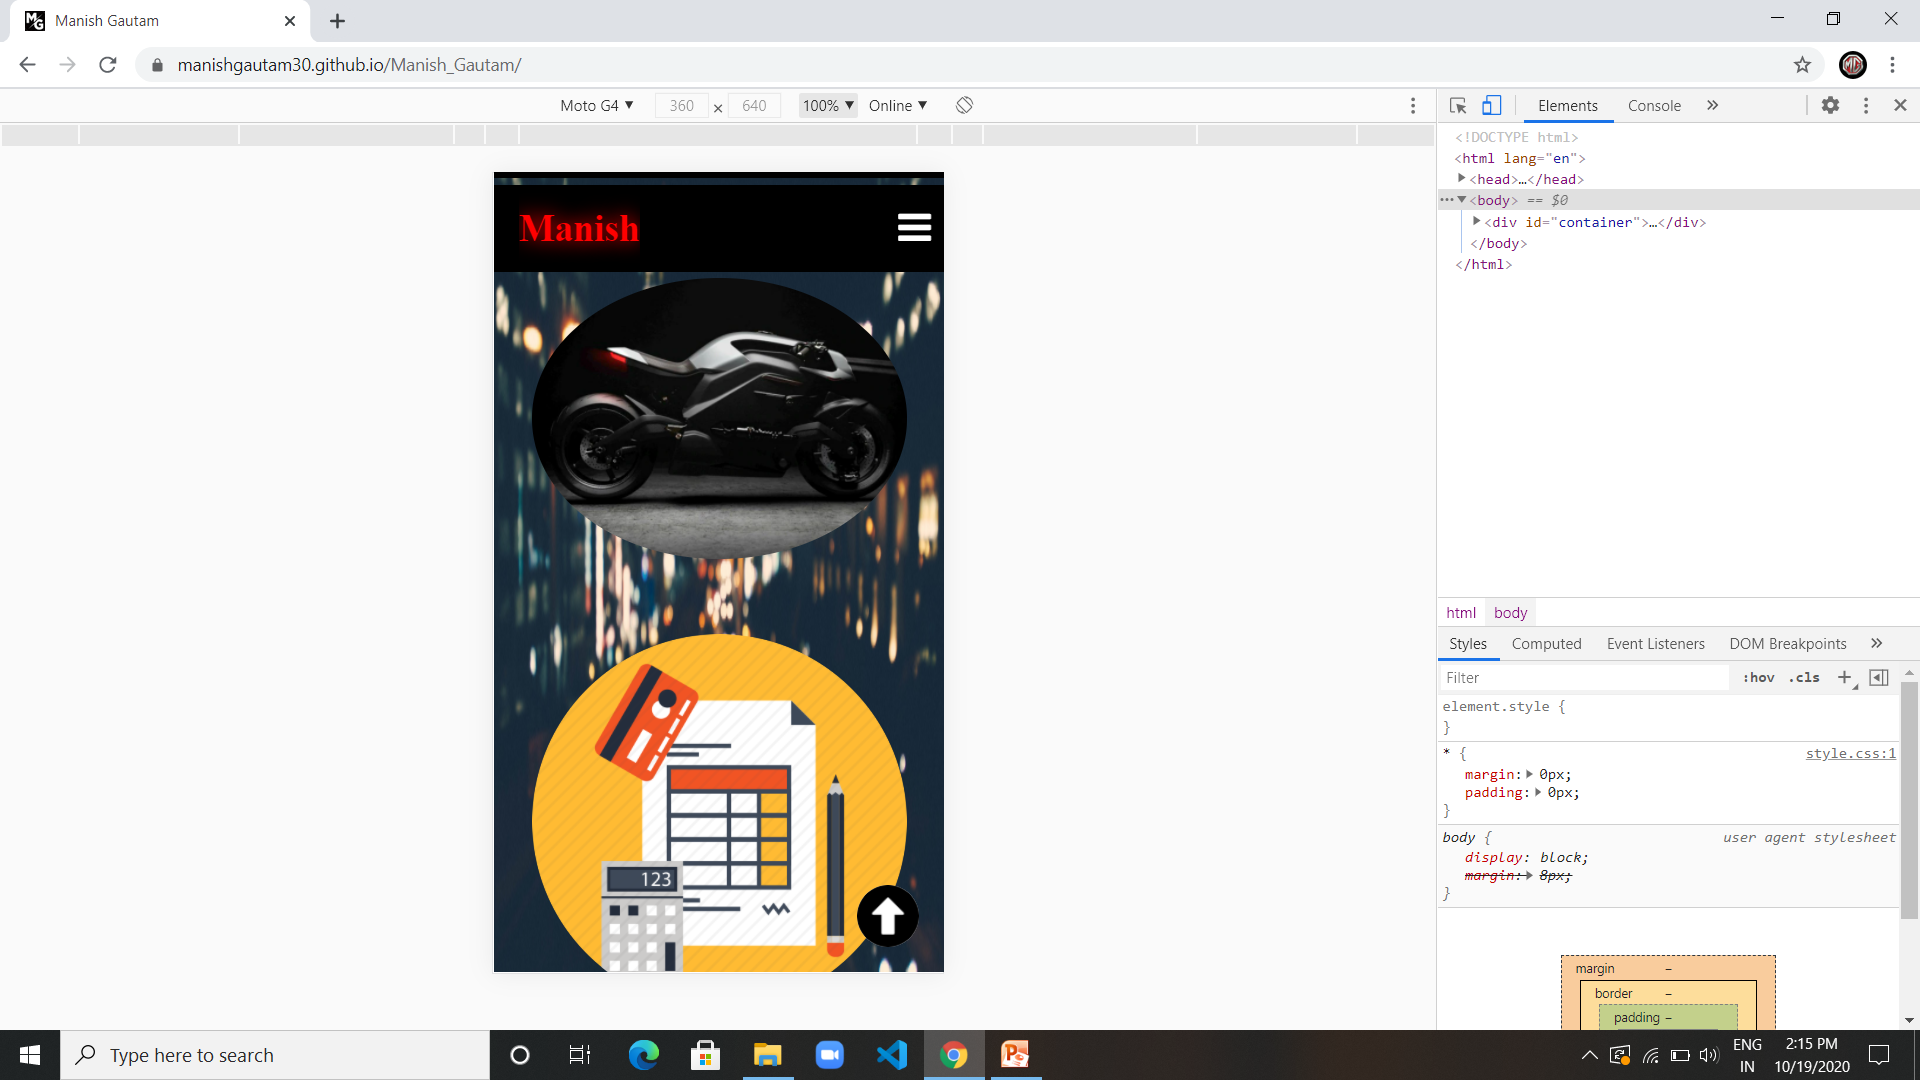 Manish Gautam
manishgautam30.github.io/Manish_Gautam/
Moto G4 ▼ 360 × 640 100% ▼ Online ▼
Elements Console »
<!DOCTYPE html>
<html lang="en">
<head>…</head>
<body> == $0
<div id="container">…</div>
</body>
</html>
Manish
123
html body
Styles Computed Event Listeners DOM Breakpoints »
Filter :hov .cls +
element.style {
}
* { style.css:1
margin: 0px;
padding: 0px;
}
body { user agent stylesheet
display: block;
margin: 8px;
}
margin –
border –
padding –
Type here to search
ENG
IN
2:15 PM
10/19/2020